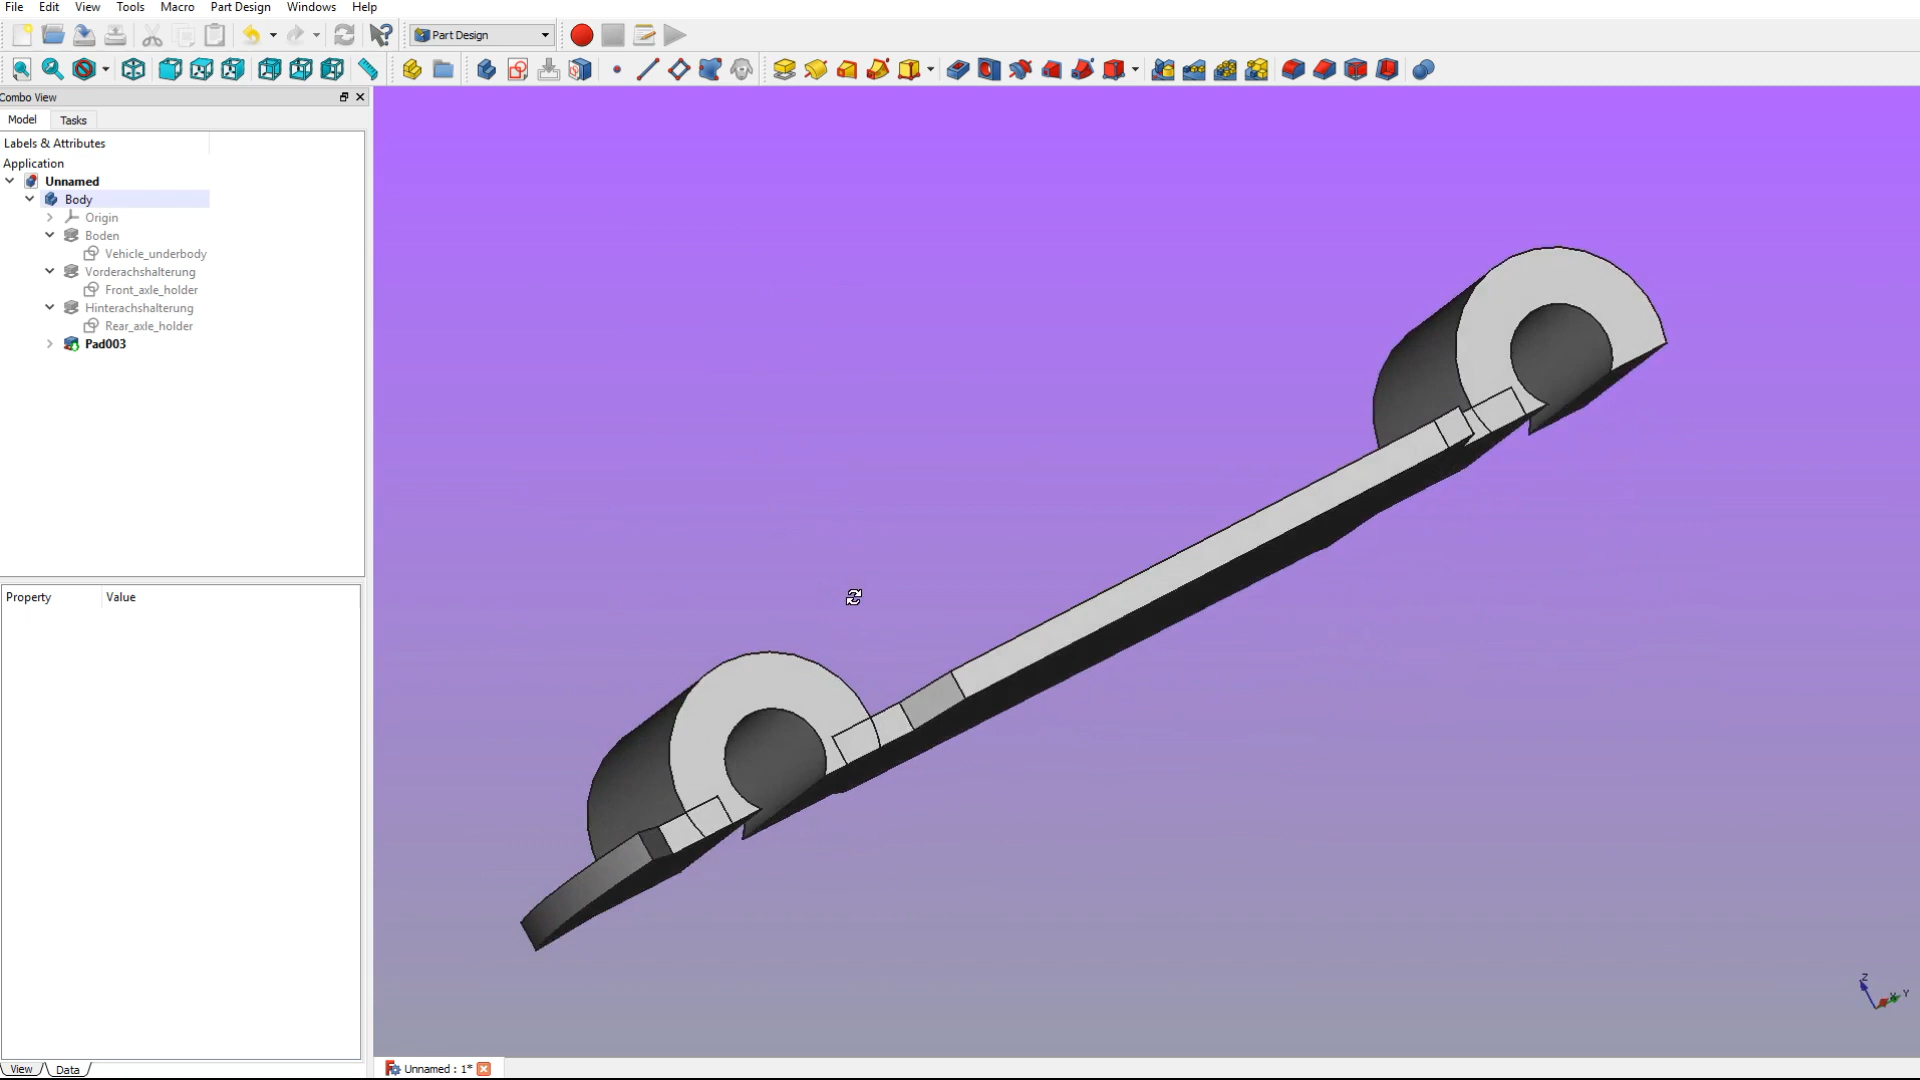 File Edit View Tools Macro Part Design Windows Help
Part Design
Combo View
Model Tasks
Labels & Attributes
Application
Unnamed
Body
Origin
Boden
Vehicle_underbody
Vorderachshalterung
Front_axle_holder
Hinterachshalterung
Rear_axle_holder
Pad003
Property Value
Z
X Y
View Data
Unnamed : 1*